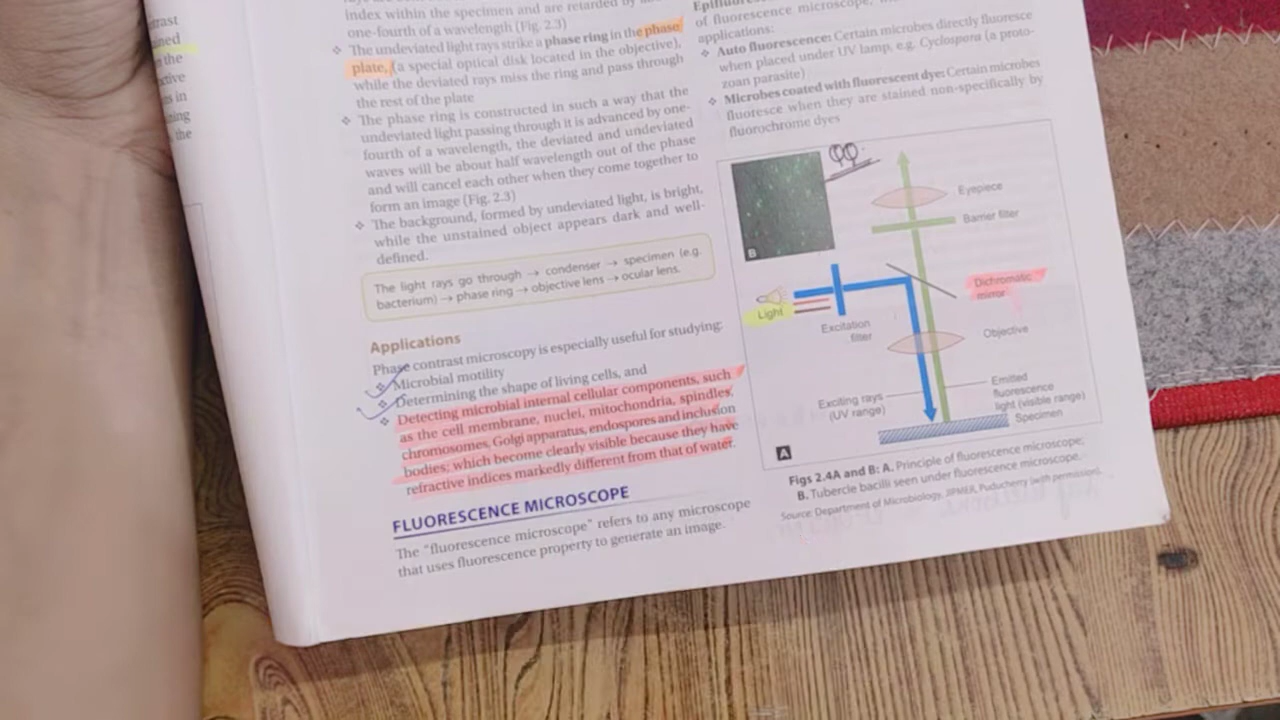 trast
ined
the
ctive
s in
ning
the
index within the specimen and are retarded by
one-fourth of a wavelength (Fig. 2.3)
❖ The undeviated light rays strike a phase ring in the phase
plate, (a special optical disk located in the objective),
while the deviated rays miss the ring and pass through
the rest of the plate
❖ The phase ring is constructed in such a way that the
undeviated light passing through it is advanced by one-
fourth of a wavelength, the deviated and undeviated
waves will be about half wavelength out of the phase
and will cancel each other when they come together to
form an image (Fig. 2.3)
❖ The background, formed by undeviated light, is bright,
while the unstained object appears dark and well-
defined.
The light rays go through → condenser → specimen (e.g.
bacterium) → phase ring → objective lens → ocular lens.
Applications
Phase contrast microscopy is especially useful for studying:
❖ Microbial motility
❖ Determining the shape of living cells, and
❖ Detecting microbial internal cellular components, such
as the cell membrane, nuclei, mitochondria, spindles,
chromosomes, Golgi apparatus, endospores and inclusion
bodies; which become clearly visible because they have
refractive indices markedly different from that of water.
FLUORESCENCE MICROSCOPE
The "fluorescence microscope" refers to any microscope
that uses fluorescence property to generate an image.
of fluorescence microscope,
applications:
❖ Auto fluorescence: Certain microbes directly fluoresce
when placed under UV lamp, e.g. Cyclospora (a proto-
zoan parasite)
❖ Microbes coated with fluorescent dye: Certain microbes
fluoresce when they are stained non-specifically by
fluorochrome dyes
B
Eyepiece
Barrier filter
Dichromatic
mirror
Light
Excitation
filter
Objective
Exciting rays
(UV range)
Emitted
fluorescence
light (visible range)
Specimen
A
Figs 2.4A and B: A. Principle of fluorescence microscope;
B. Tubercle bacilli seen under fluorescence microscope.
Source: Department of Microbiology, JIPMER, Puducherry (with permission).